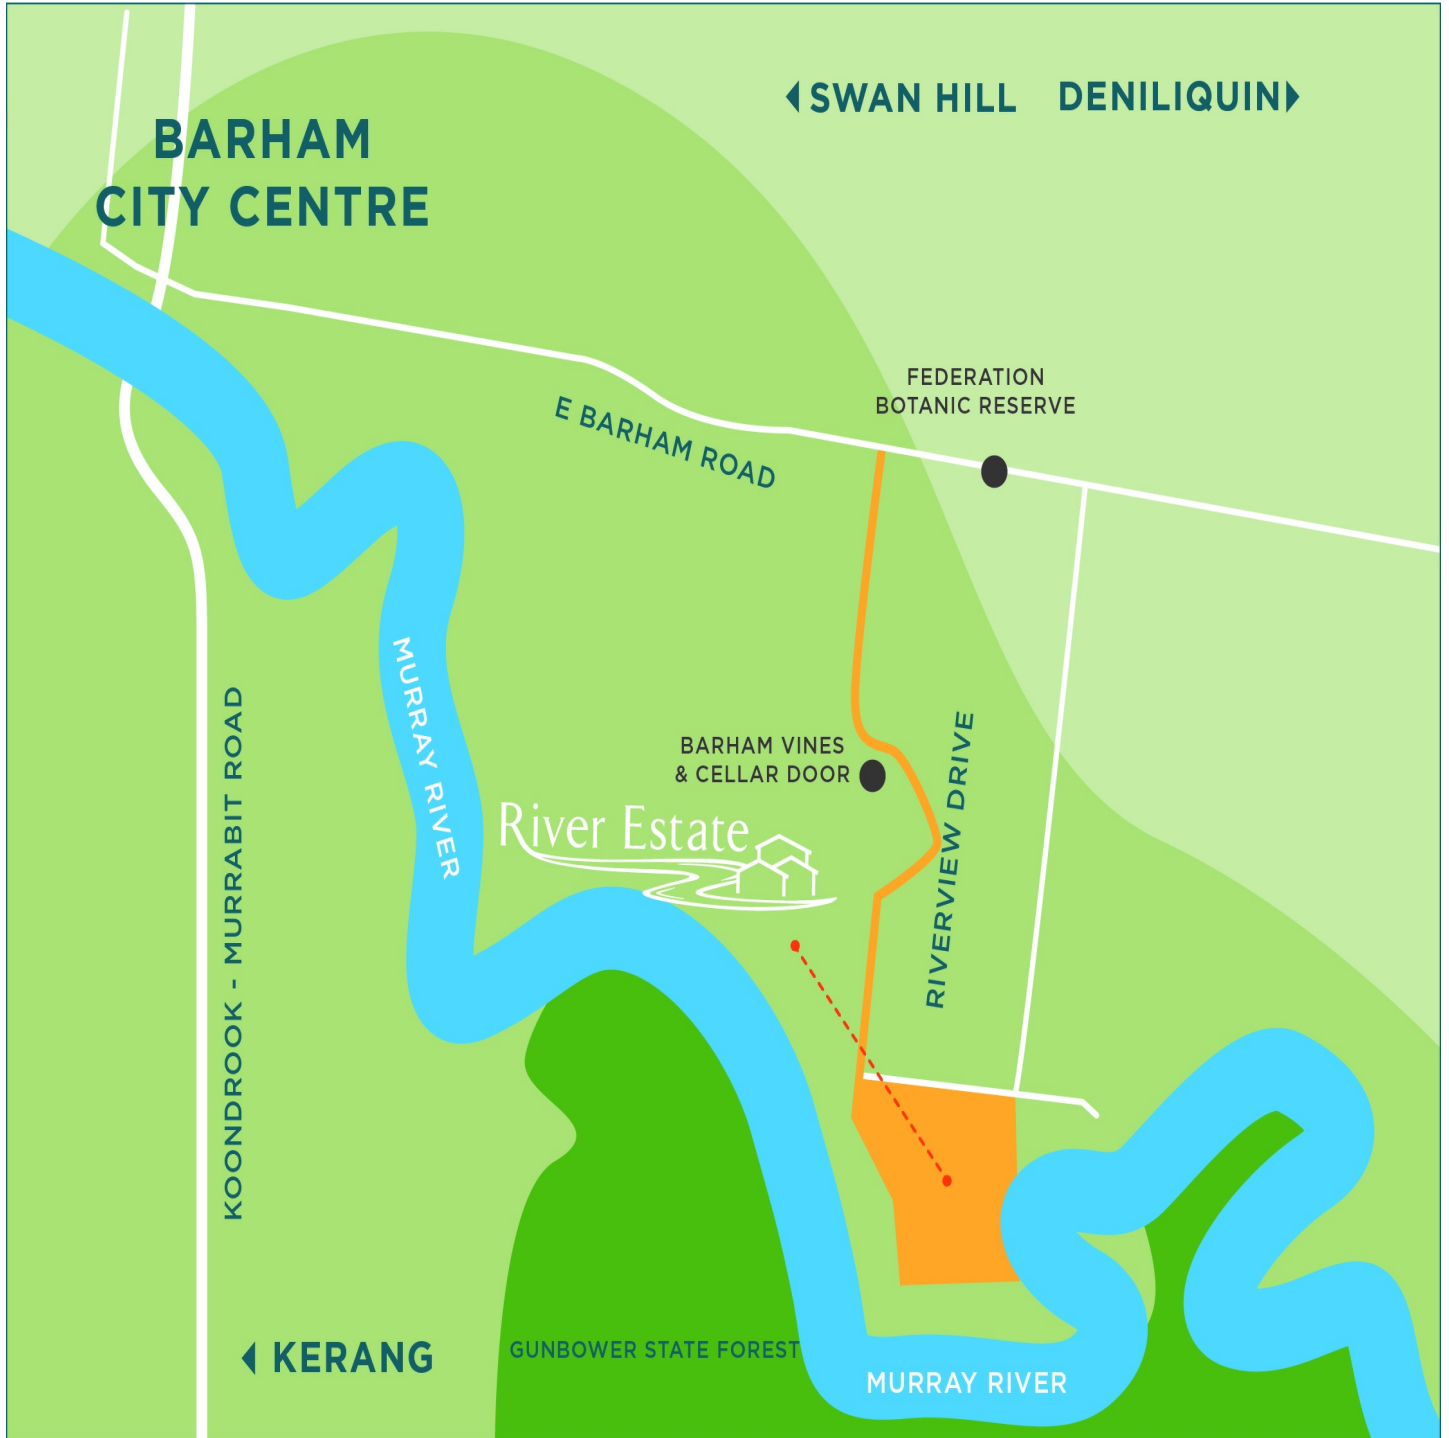 SWAN HILL
DENILIQUIN
BARHAM
CITY CENTRE
FEDERATION
BOTANIC RESERVE
E BARHAM ROAD
MURRAY RIVER
KOONDROOK - MURRABIT ROAD
BARHAM VINES
& CELLAR DOOR
RIVERVIEW DRIVE
River Estate
KERANG
GUNBOWER STATE FOREST
MURRAY RIVER